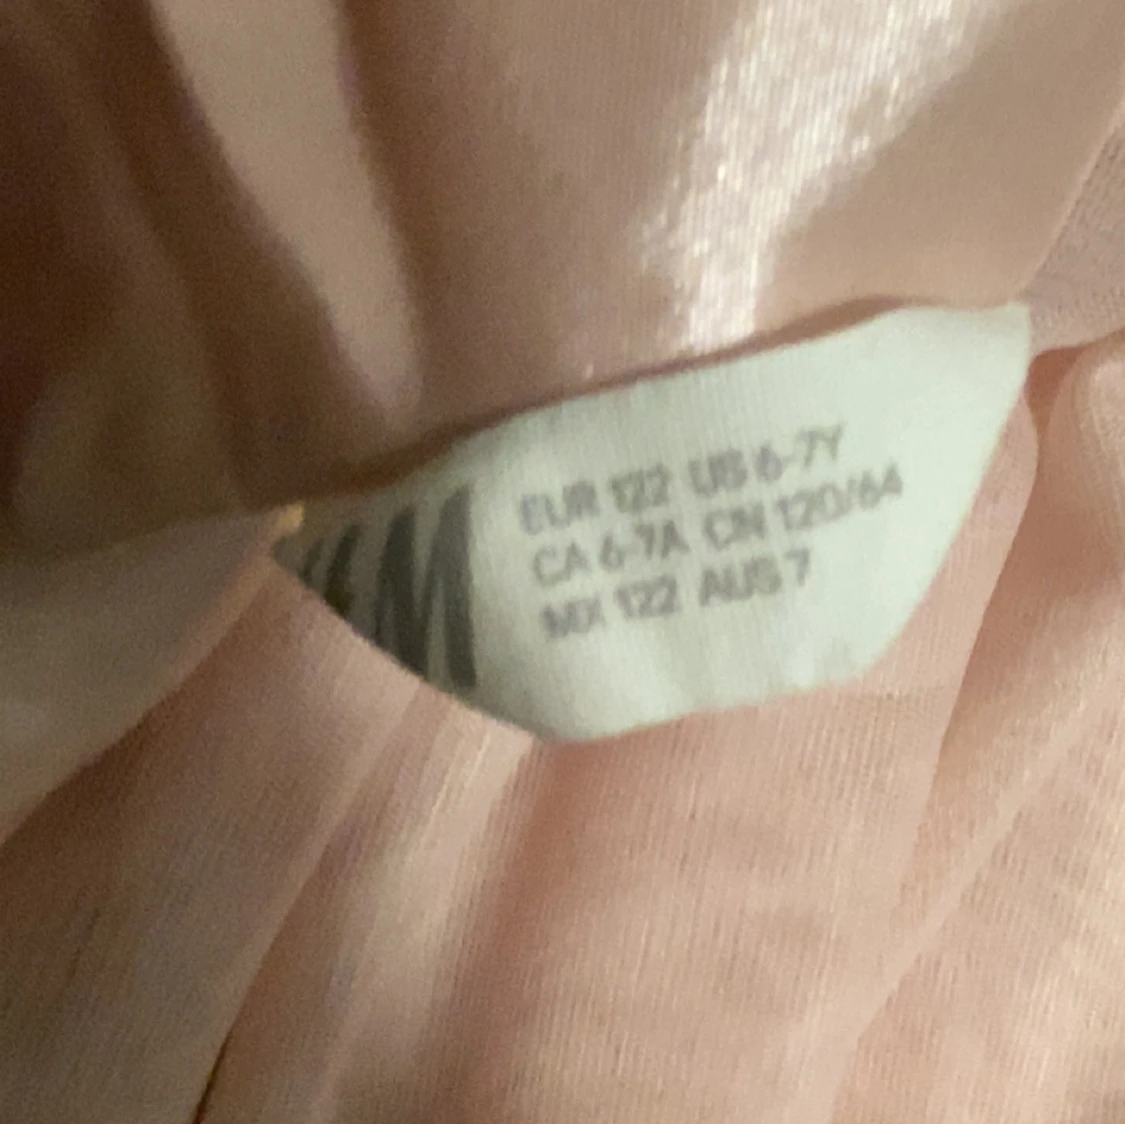 M
EUR 122 US 6-7Y
CA 6-7A CN 120/64
MX 122 AUS 7